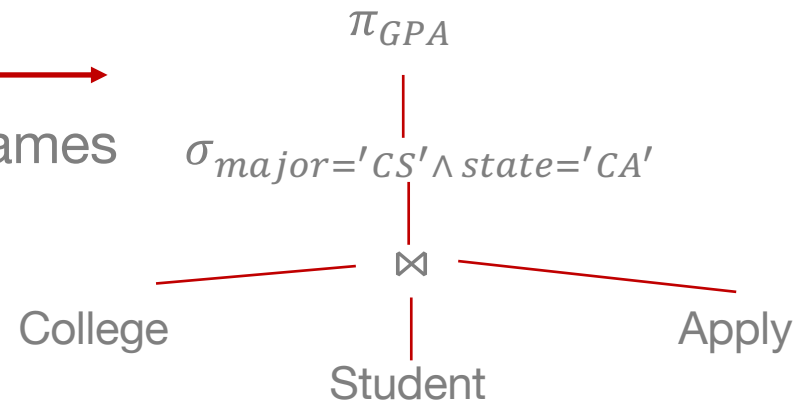 π_GPA
ames
σ_major='CS'∧ state='CA'
⋈
College
Apply
Student